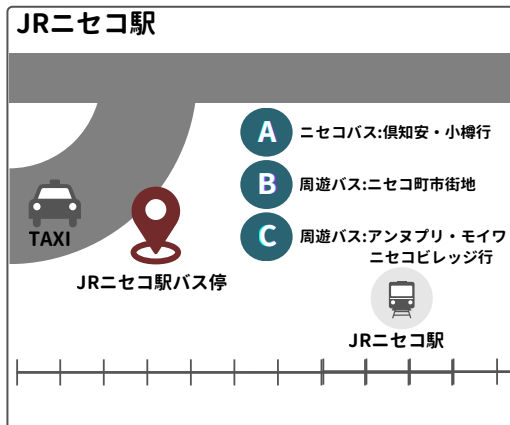 JRニセコ駅
A ニセコバス:倶知安・小樽行
B 周遊バス:ニセコ町市街地
C 周遊バス:アンヌプリ・モイワ
ニセコビレッジ行
TAXI
JRニセコ駅バス停
JRニセコ駅